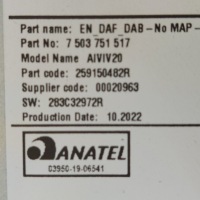 Part name: EN_DAF_DAB-No MAP-
Part No: 7 503 751 517
Model Name AIVIV20
Part code: 259150482R
Supplier code: 00020963
SW: 283C32972R
Production Date: 10.2022
ANATEL
03950-19-06541